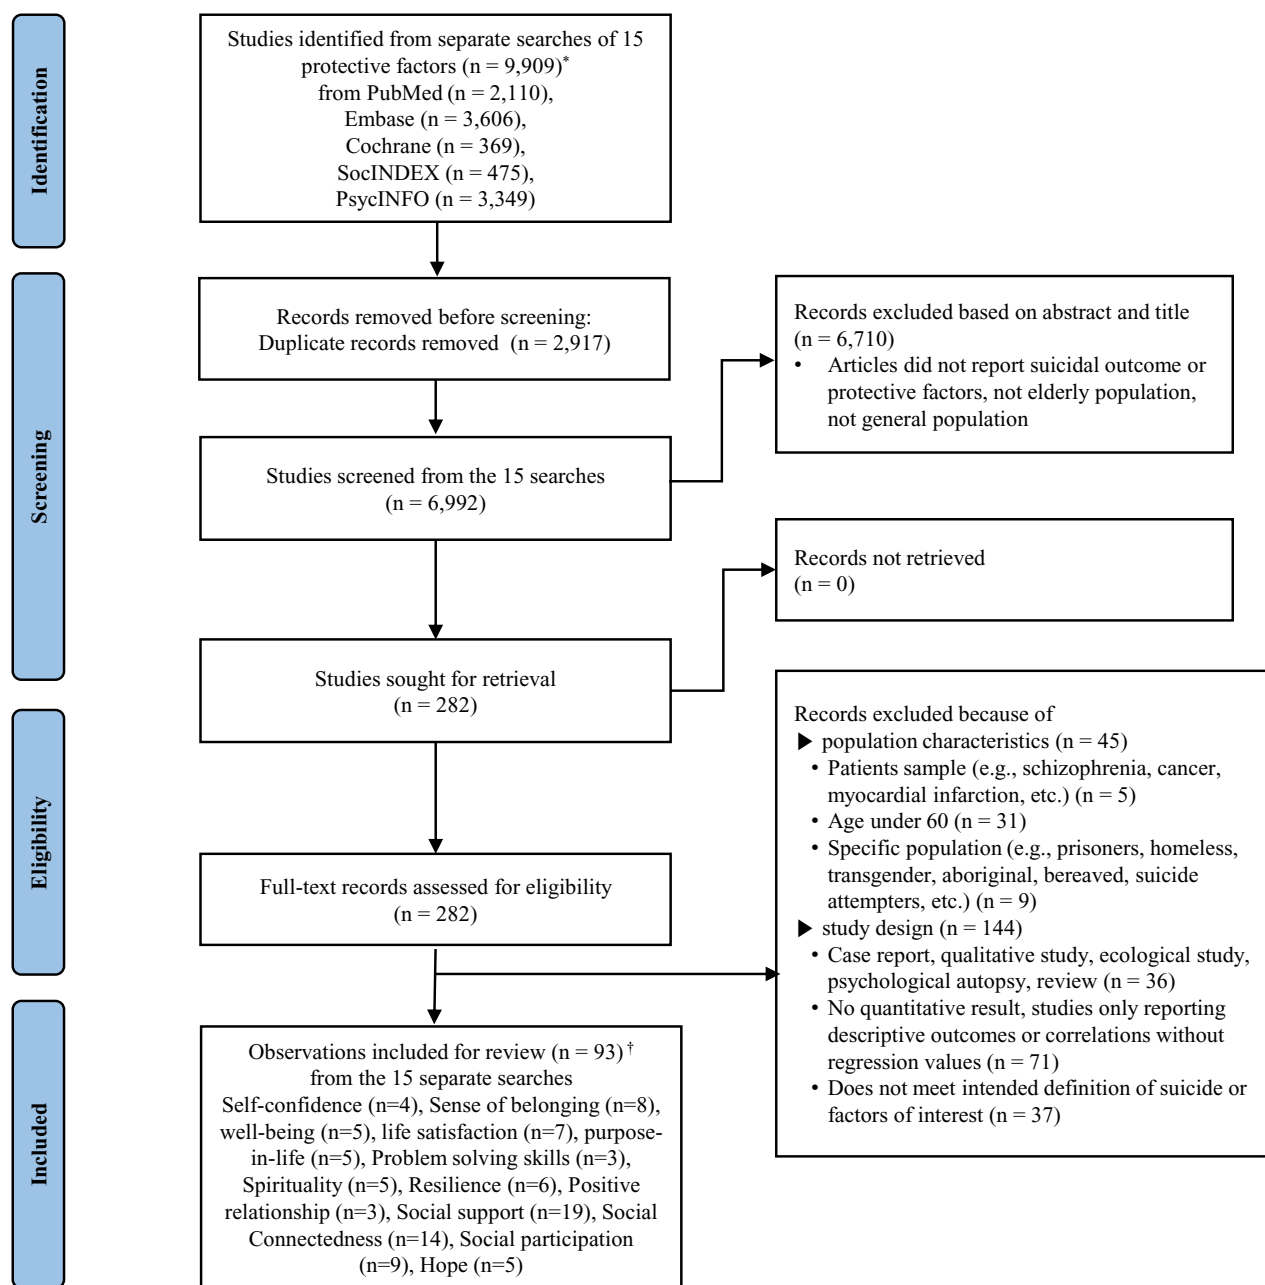 Identification
Studies identified from separate searches of 15
protective factors (n = 9,909)*
from PubMed (n = 2,110),
Embase (n = 3,606),
Cochrane (n = 369),
SocINDEX (n = 475),
PsycINFO (n = 3,349)
Screening
Records removed before screening:
Duplicate records removed (n = 2,917)
Records excluded based on abstract and title
(n = 6,710)
• Articles did not report suicidal outcome or
protective factors, not elderly population,
not general population
Studies screened from the 15 searches
(n = 6,992)
Records not retrieved
(n = 0)
Studies sought for retrieval
(n = 282)
Eligibility
Full-text records assessed for eligibility
(n = 282)
Records excluded because of
▶ population characteristics (n = 45)
• Patients sample (e.g., schizophrenia, cancer,
myocardial infarction, etc.) (n = 5)
• Age under 60 (n = 31)
• Specific population (e.g., prisoners, homeless,
transgender, aboriginal, bereaved, suicide
attempters, etc.) (n = 9)
▶ study design (n = 144)
• Case report, qualitative study, ecological study,
psychological autopsy, review (n = 36)
• No quantitative result, studies only reporting
descriptive outcomes or correlations without
regression values (n = 71)
• Does not meet intended definition of suicide or
factors of interest (n = 37)
Included
Observations included for review (n = 93)†
from the 15 separate searches
Self-confidence (n=4), Sense of belonging (n=8),
well-being (n=5), life satisfaction (n=7), purpose-
in-life (n=5), Problem solving skills (n=3),
Spirituality (n=5), Resilience (n=6), Positive
relationship (n=3), Social support (n=19), Social
Connectedness (n=14), Social participation
(n=9), Hope (n=5)